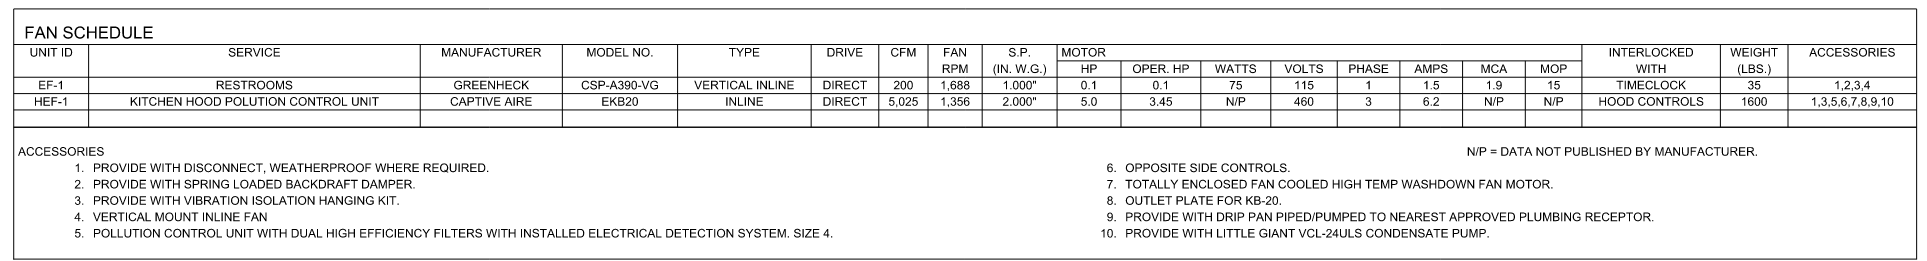 FAN SCHEDULE
UNIT ID SERVICE MANUFACTURER MODEL NO. TYPE DRIVE CFM FAN RPM S.P. (IN. W.G.) MOTOR INTERLOCKED WITH WEIGHT (LBS.) ACCESSORIES
HP OPER. HP WATTS VOLTS PHASE AMPS MCA MOP
EF-1 RESTROOMS GREENHECK CSP-A390-VG VERTICAL INLINE DIRECT 200 1,688 1.000" 0.1 0.1 75 115 1 1.5 1.9 15 TIMECLOCK 35 1,2,3,4
HEF-1 KITCHEN HOOD POLUTION CONTROL UNIT CAPTIVE AIRE EKB20 INLINE DIRECT 5,025 1,356 2.000" 5.0 3.45 N/P 460 3 6.2 N/P N/P HOOD CONTROLS 1600 1,3,5,6,7,8,9,10
ACCESSORIES
1. PROVIDE WITH DISCONNECT, WEATHERPROOF WHERE REQUIRED.
2. PROVIDE WITH SPRING LOADED BACKDRAFT DAMPER.
3. PROVIDE WITH VIBRATION ISOLATION HANGING KIT.
4. VERTICAL MOUNT INLINE FAN
5. POLLUTION CONTROL UNIT WITH DUAL HIGH EFFICIENCY FILTERS WITH INSTALLED ELECTRICAL DETECTION SYSTEM. SIZE 4.
N/P = DATA NOT PUBLISHED BY MANUFACTURER.
6. OPPOSITE SIDE CONTROLS.
7. TOTALLY ENCLOSED FAN COOLED HIGH TEMP WASHDOWN FAN MOTOR.
8. OUTLET PLATE FOR KB-20.
9. PROVIDE WITH DRIP PAN PIPED/PUMPED TO NEAREST APPROVED PLUMBING RECEPTOR.
10. PROVIDE WITH LITTLE GIANT VCL-24ULS CONDENSATE PUMP.